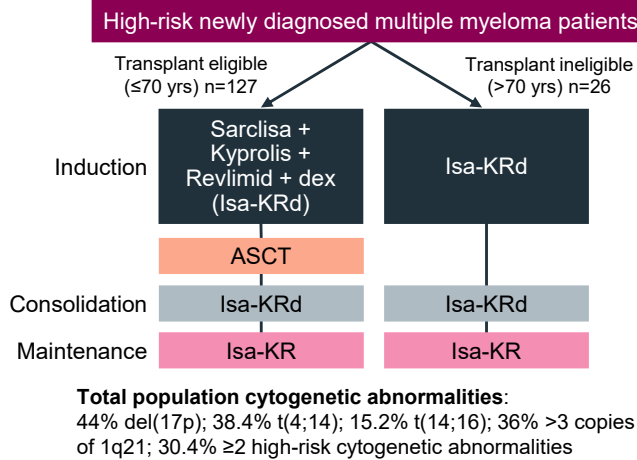 High-risk newly diagnosed multiple myeloma patients
Transplant eligible
(≤70 yrs) n=127
Transplant ineligible
(>70 yrs) n=26
Induction
Sarclisa +
Kyprolis +
Revlimid + dex
(Isa-KRd)
Isa-KRd
ASCT
Consolidation
Isa-KRd
Isa-KRd
Maintenance
Isa-KR
Isa-KR
Total population cytogenetic abnormalities:
44% del(17p); 38.4% t(4;14); 15.2% t(14;16); 36% >3 copies
of 1q21; 30.4% ≥2 high-risk cytogenetic abnormalities